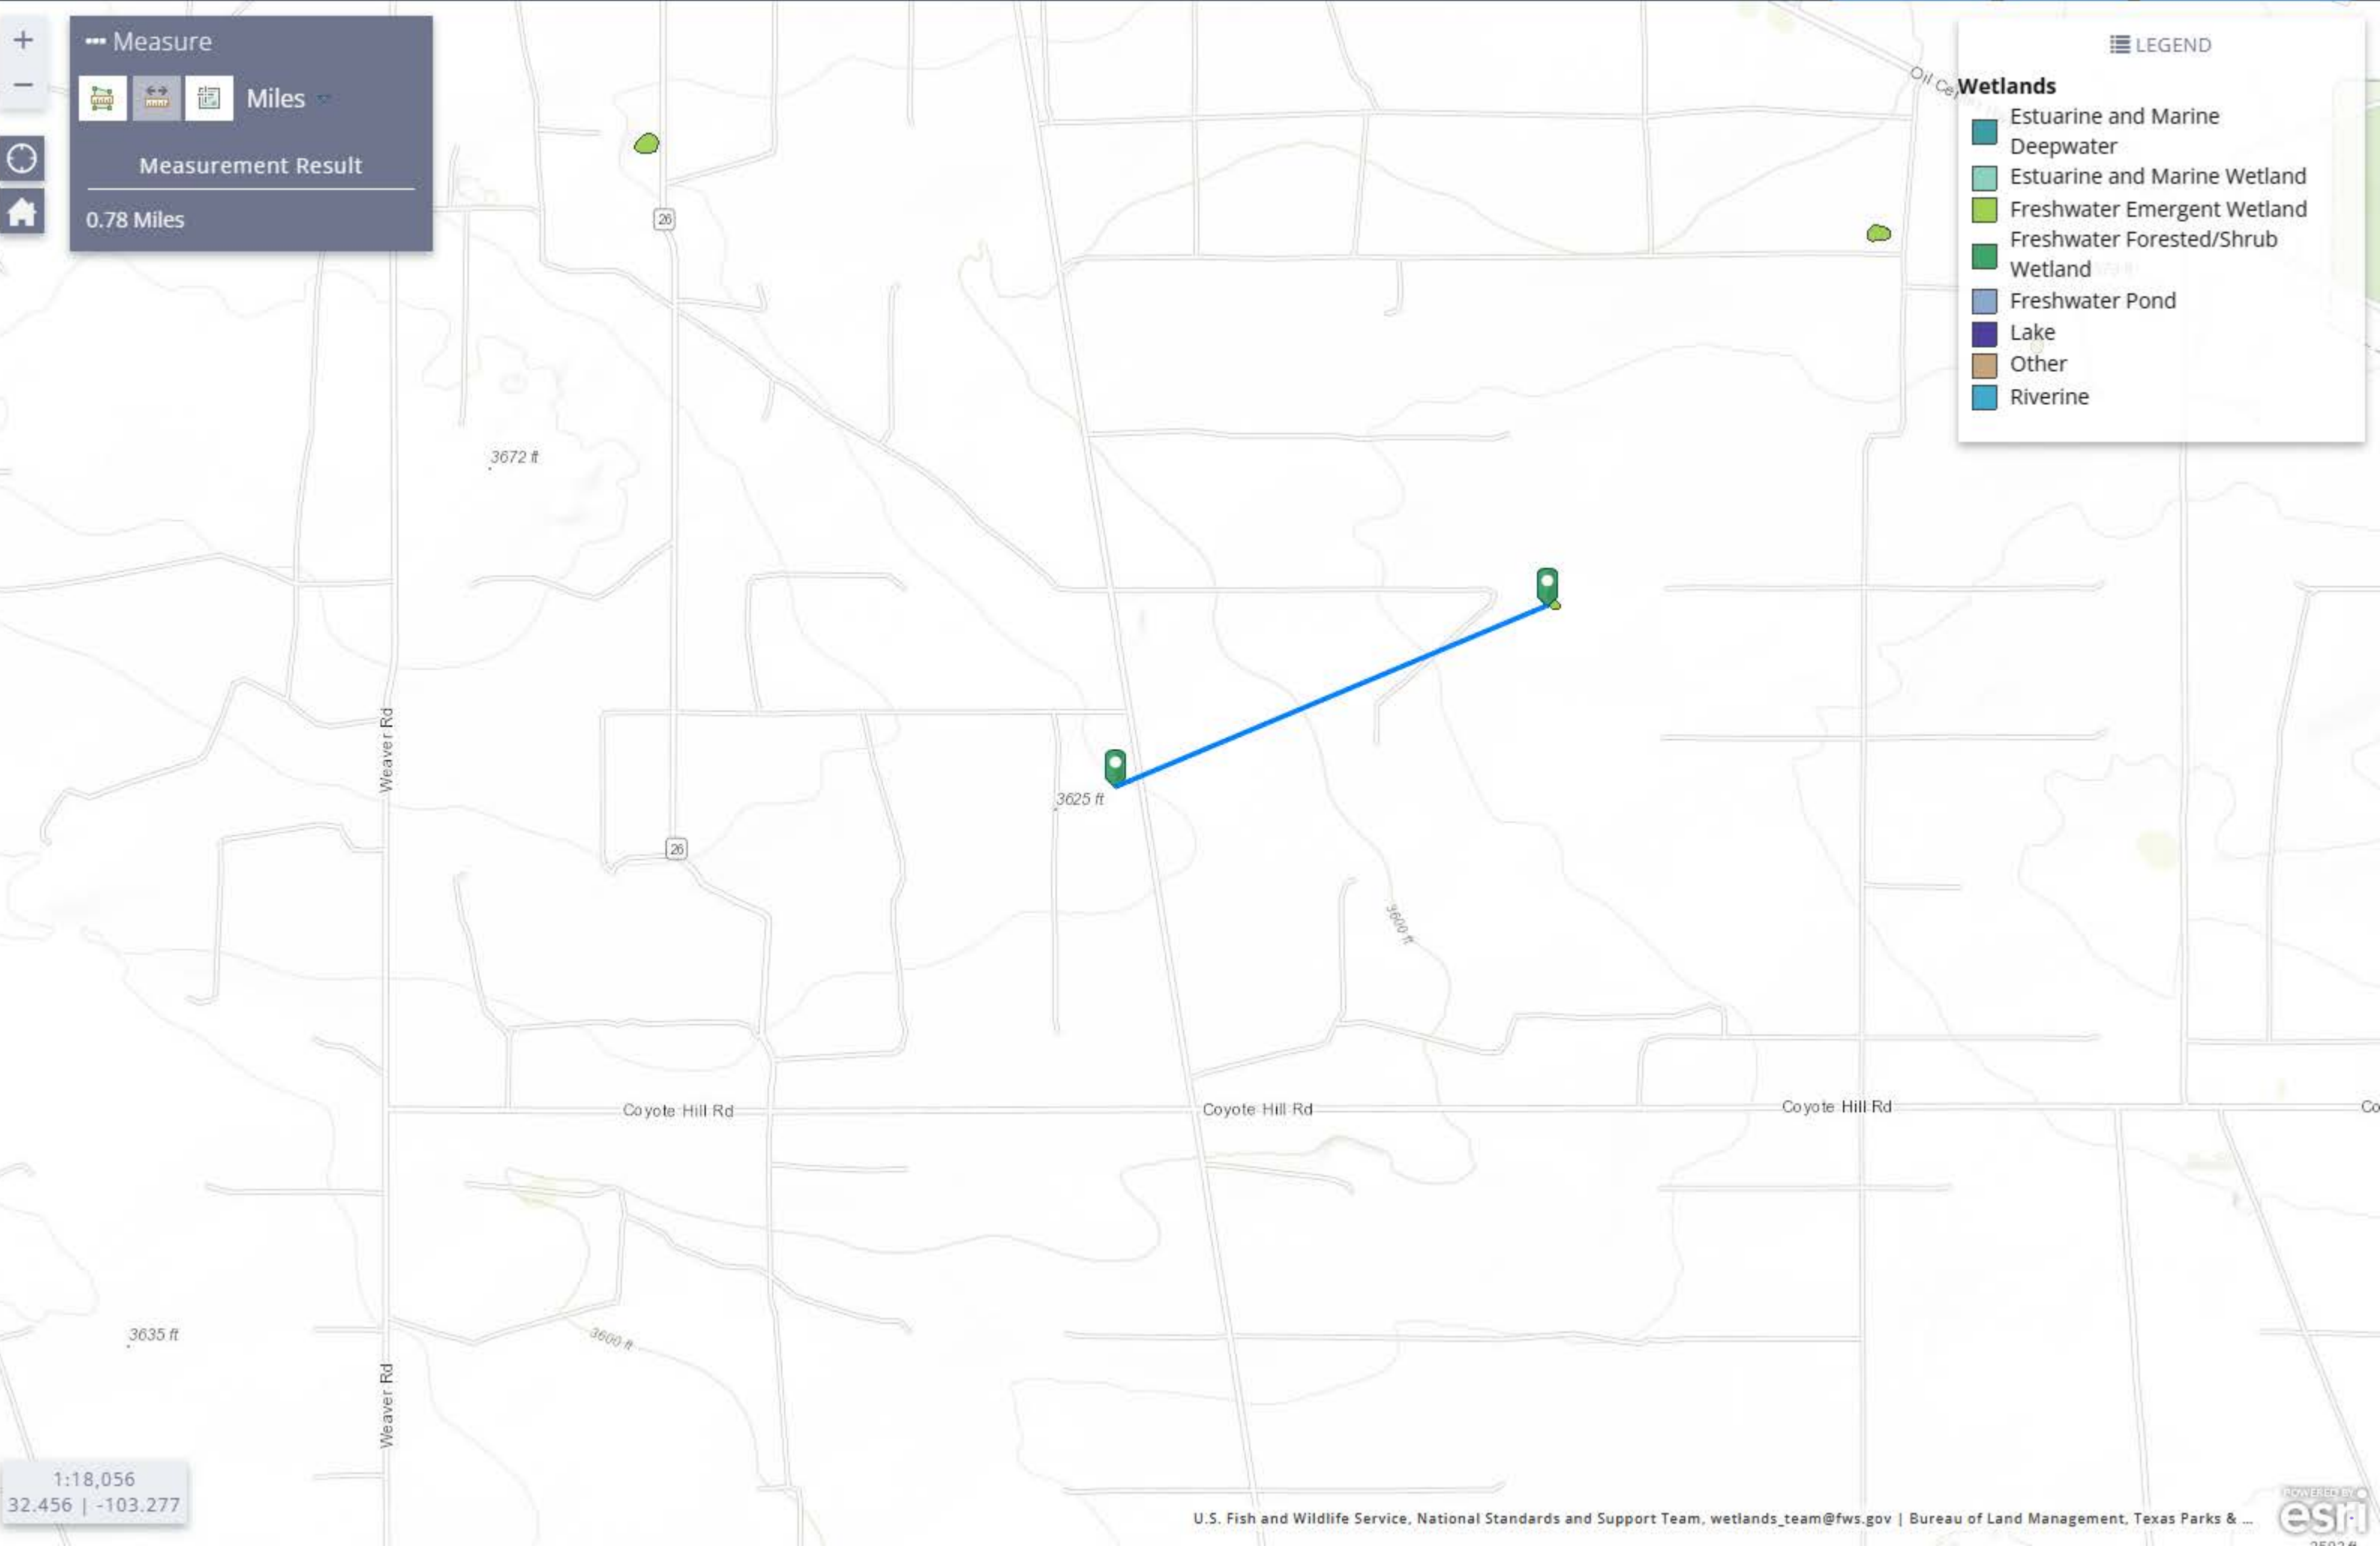 +
−
Measure
Miles
Measurement Result
0.78 Miles
LEGEND
Wetlands
Estuarine and Marine
Deepwater
Estuarine and Marine Wetland
Freshwater Emergent Wetland
Freshwater Forested/Shrub
Wetland
Freshwater Pond
Lake
Other
Riverine
26
3672 ft
Weaver Rd
3625 ft
26
3600 ft
Coyote Hill Rd
Coyote Hill Rd
Coyote Hill Rd
Co
3635 ft
3600 ft
Weaver Rd
1:18,056
32.456 | -103.277
U.S. Fish and Wildlife Service, National Standards and Support Team, wetlands_team@fws.gov | Bureau of Land Management, Texas Parks & ...
POWERED BY
esri